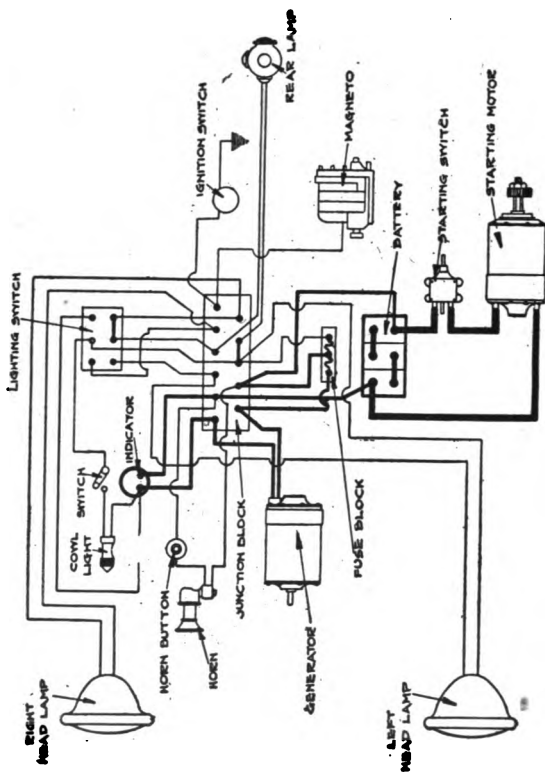 LIGHTING SWITCH
IGNITION SWITCH
REAR LAMP
MAGNETO
BATTERY
STARTING SWITCH
STARTING MOTOR
COWL
LIGHT
SWITCH
INDICATOR
HORN BUTTON
HORN
JUNCTION BLOCK
GENERATOR
FUSE BLOCK
RIGHT
HEAD LAMP
LEFT
HEAD LAMP